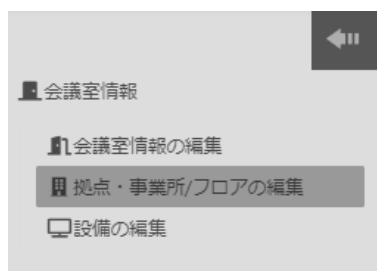 会議室情報
会議室情報の編集
拠点・事業所/フロアの編集
設備の編集